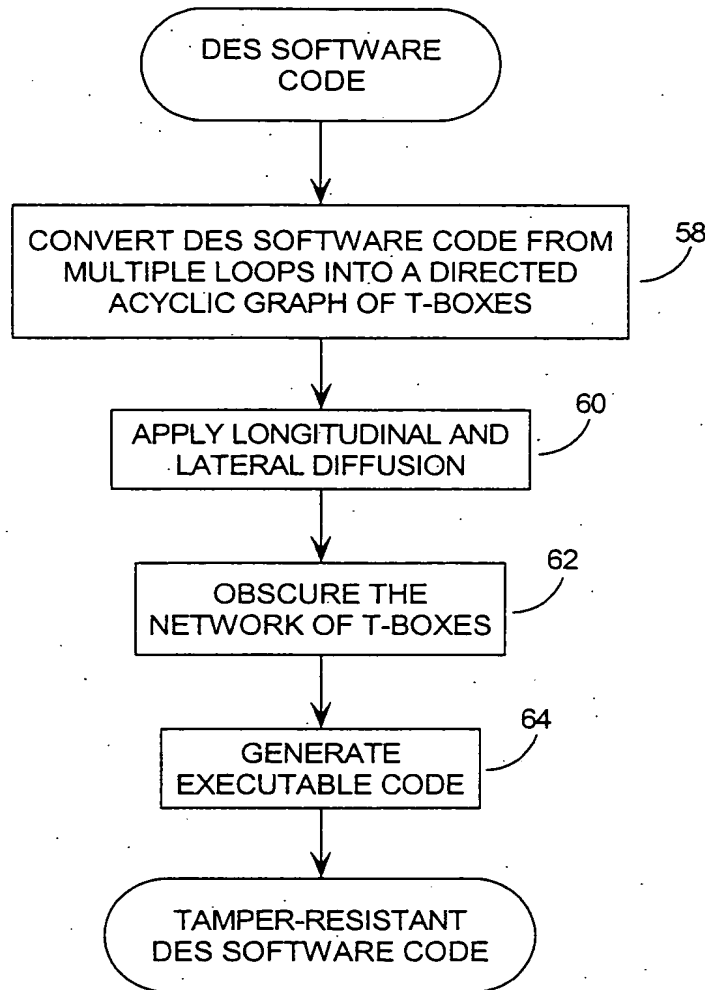 DES SOFTWARE
CODE
CONVERT DES SOFTWARE CODE FROM
MULTIPLE LOOPS INTO A DIRECTED
ACYCLIC GRAPH OF T-BOXES
58
APPLY LONGITUDINAL AND
LATERAL DIFFUSION
60
OBSCURE THE
NETWORK OF T-BOXES
62
GENERATE
EXECUTABLE CODE
64
TAMPER-RESISTANT
DES SOFTWARE CODE